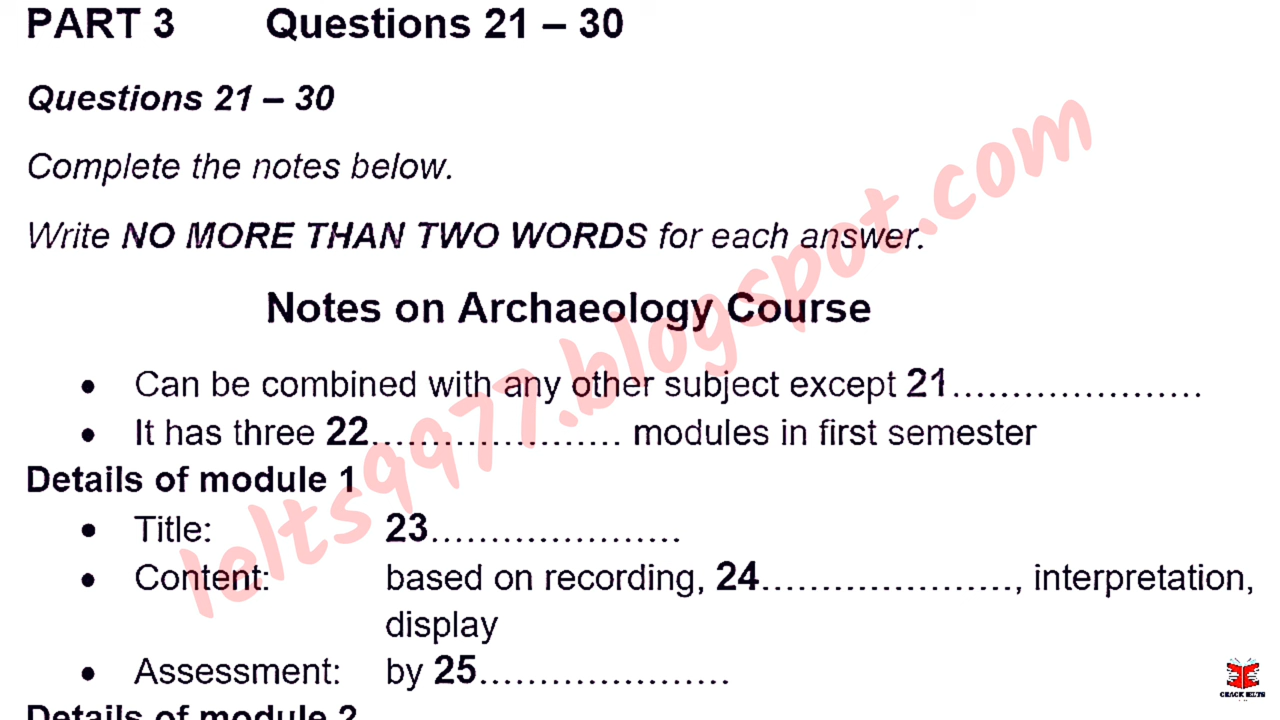 PART 3 Questions 21 – 30
Questions 21 – 30
Complete the notes below.
Write NO MORE THAN TWO WORDS for each answer.
Notes on Archaeology Course
• Can be combined with any other subject except 21.....................
• It has three 22..................... modules in first semester
Details of module 1
• Title: 23.....................
• Content: based on recording, 24....................., interpretation,
display
• Assessment: by 25.....................
Details of module 2
Ielts9977.blogspot.com
CRACK IELTS